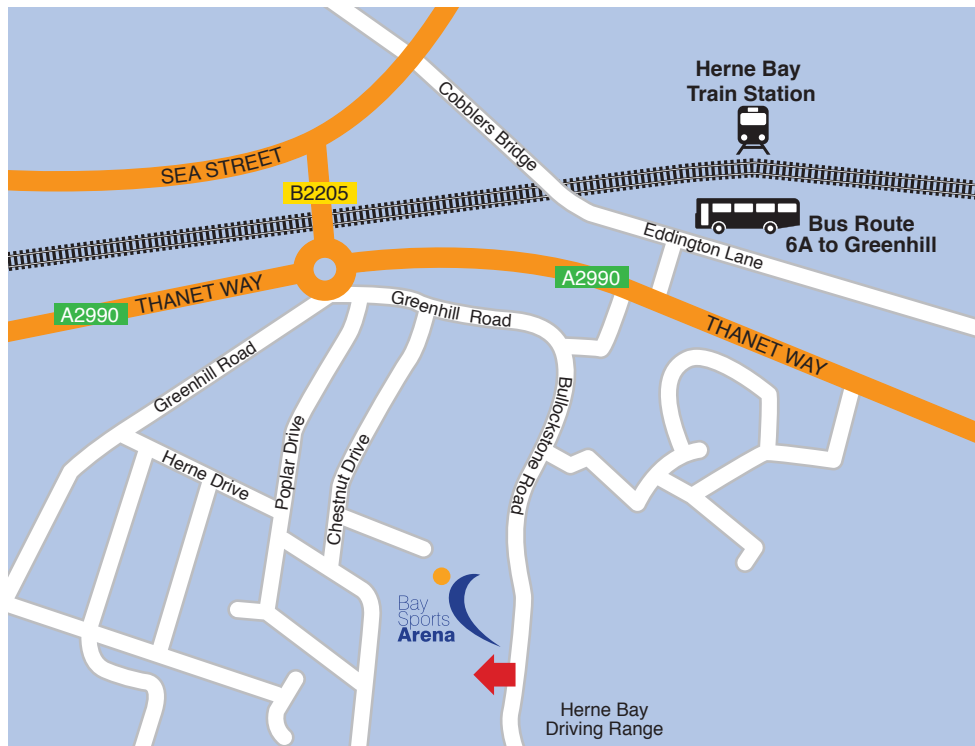 Herne Bay
Train Station
Cobblers Bridge
SEA STREET
B2205
Bus Route
6A to Greenhill
Eddington Lane
A2990
THANET WAY
A2990
THANET WAY
Greenhill Road
Greenhill Road
Bullockstone Road
Poplar Drive
Chestnut Drive
Herne Drive
Bay
Sports
Arena
Herne Bay
Driving Range